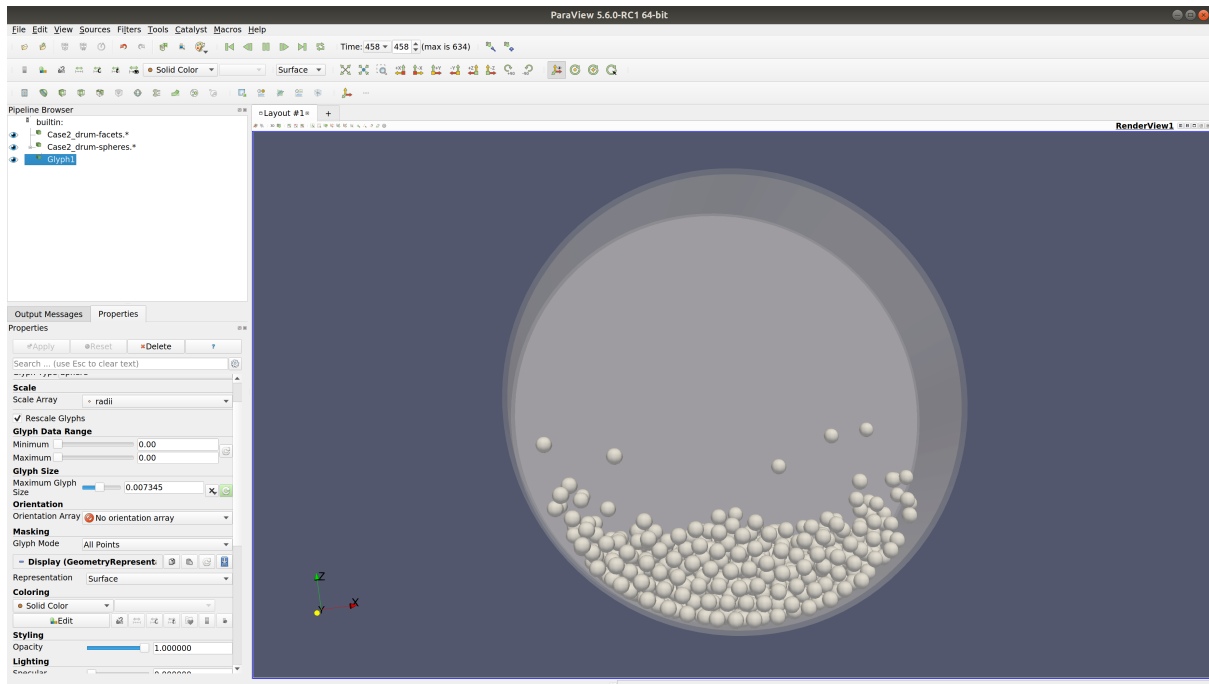 ParaView 5.6.0-RC1 64-bit
File Edit View Sources Filters Tools Catalyst Macros Help
Time: 458 458 (max is 634)
Solid Color Surface
Pipeline Browser
Layout #1 +
builtin:
RenderView1
Case2_drum-facets.*
Case2_drum-spheres.*
Glyph1
Output Messages Properties
Properties
Apply Reset Delete ?
Search ... (use Esc to clear text)
Scale
Scale Array radii
Rescale Glyphs
Glyph Data Range
Minimum 0.00
Maximum 0.00
Glyph Size
Maximum Glyph
Size 0.007345
Orientation
Orientation Array No orientation array
Masking
Glyph Mode All Points
Display (GeometryRepresent
Representation Surface
Coloring
Solid Color
Edit
Styling
Opacity 1.000000
Lighting
Z
Y
X